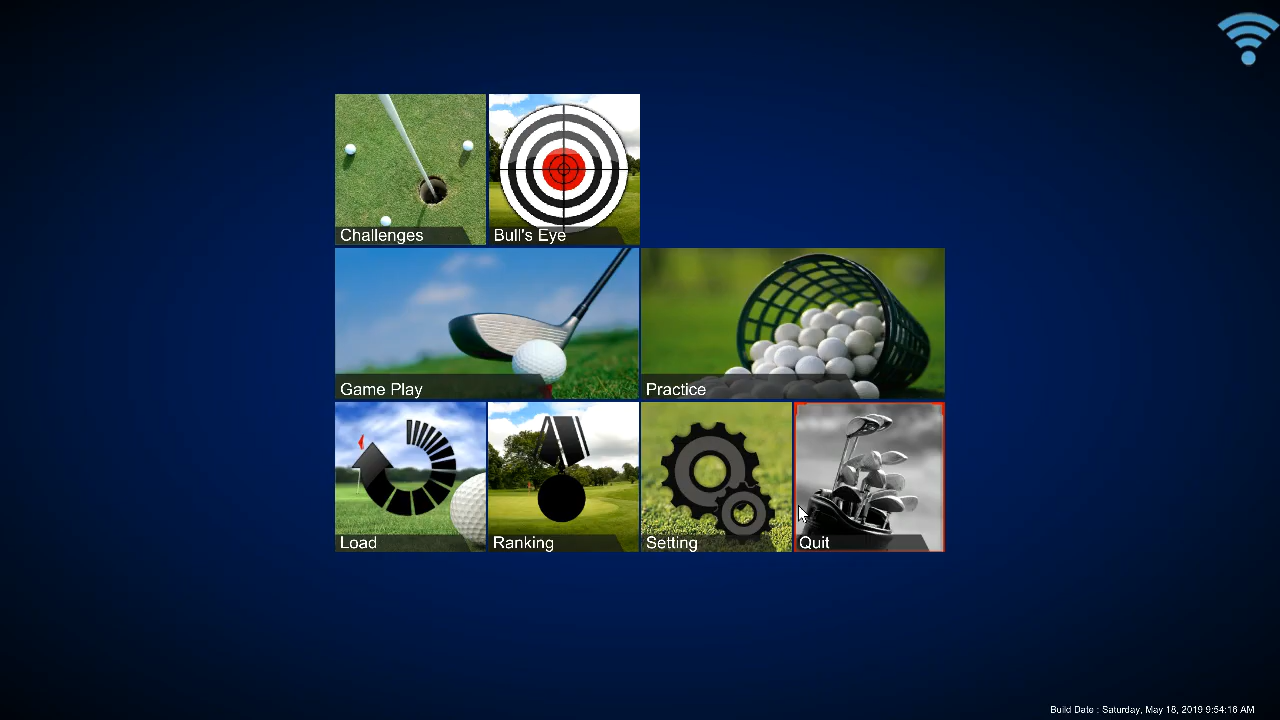 Challenges
Bull's Eye
Game Play
Practice
Load
Ranking
Setting
Quit
Build Date : Saturday, May 18, 2019 9:54:16 AM